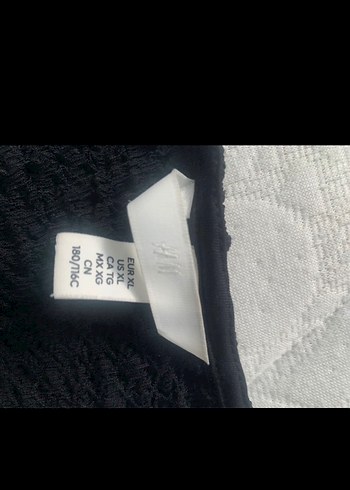 H&M
EUR XL
US XL
CA TG
MX XG
CN
180/116C